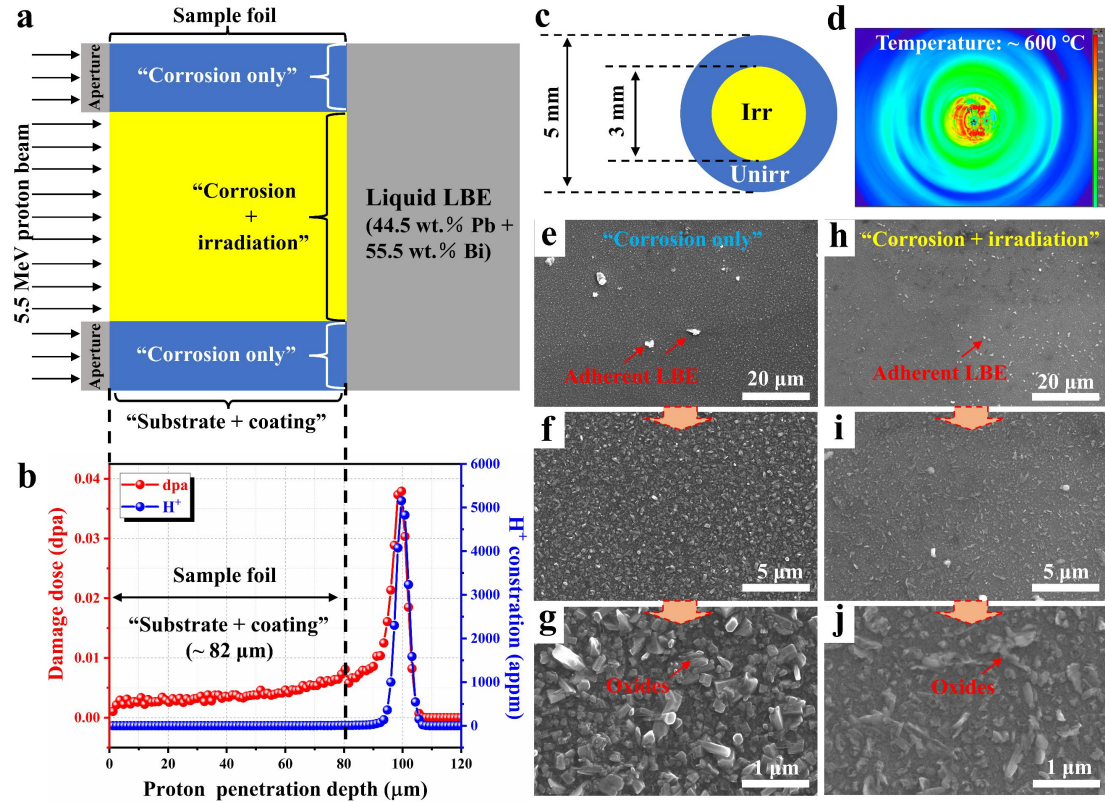 a
Sample foil
Aperture
"Corrosion only"
5.5 MeV proton beam
"Corrosion
+
irradiation"
Liquid LBE
(44.5 wt.% Pb +
55.5 wt.% Bi)
Aperture
"Corrosion only"
"Substrate + coating"
b
dpa
H+
Damage dose (dpa)
0.04
0.03
0.02
0.01
0.00
Sample foil
"Substrate + coating"
(~ 82 μm)
6000
5000
4000
3000
2000
1000
0
H+ constration (appm)
0 20 40 60 80 100 120
Proton penetration depth (μm)
c
5 mm
3 mm
Irr
Unirr
d
Temperature: ~ 600 ℃
e
"Corrosion only"
Adherent LBE
20 μm
f
5 μm
g
Oxides
1 μm
h
"Corrosion + irradiation"
Adherent LBE
20 μm
i
5 μm
j
Oxides
1 μm